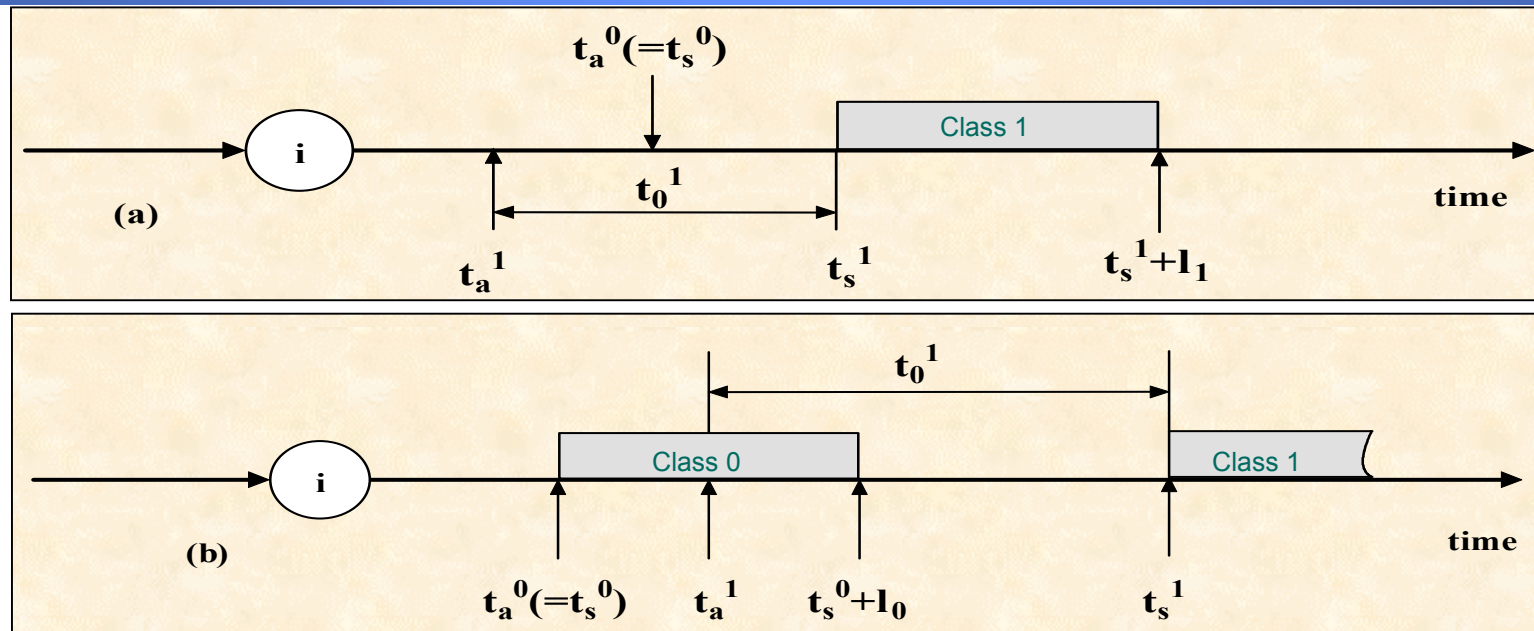 t_a^0(=t_s^0)
Class 1
i
t_0^1
time
(a)
t_a^1
t_s^1
t_s^1+l_1
t_0^1
Class 0
Class 1
i
time
(b)
t_a^0(=t_s^0)
t_a^1
t_s^0+l_0
t_s^1